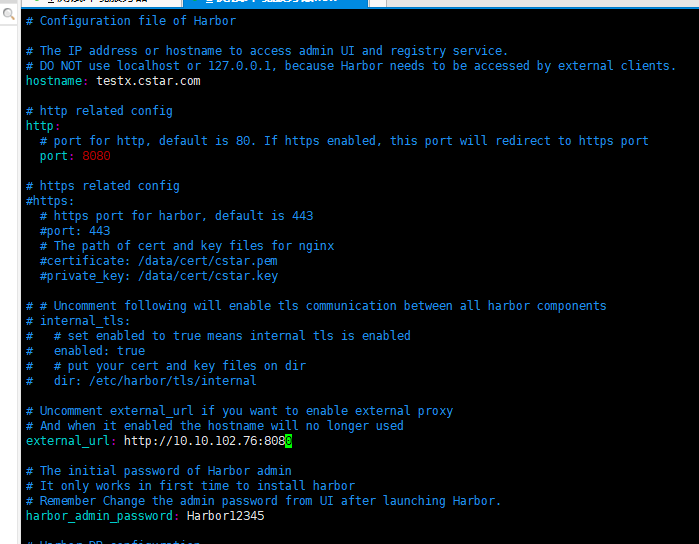 # Configuration file of Harbor
# The IP address or hostname to access admin UI and registry service.
# DO NOT use localhost or 127.0.0.1, because Harbor needs to be accessed by external clients.
hostname: testx.cstar.com
# http related config
http:
# port for http, default is 80. If https enabled, this port will redirect to https port
port: 8080
# https related config
#https:
# https port for harbor, default is 443
#port: 443
# The path of cert and key files for nginx
#certificate: /data/cert/cstar.pem
#private_key: /data/cert/cstar.key
# # Uncomment following will enable tls communication between all harbor components
# internal_tls:
#   # set enabled to true means internal tls is enabled
#   enabled: true
#   # put your cert and key files on dir
#   dir: /etc/harbor/tls/internal
# Uncomment external_url if you want to enable external proxy
# And when it enabled the hostname will no longer used
external_url: http://10.10.102.76:8080
# The initial password of Harbor admin
# It only works in first time to install harbor
# Remember Change the admin password from UI after launching Harbor.
harbor_admin_password: Harbor12345